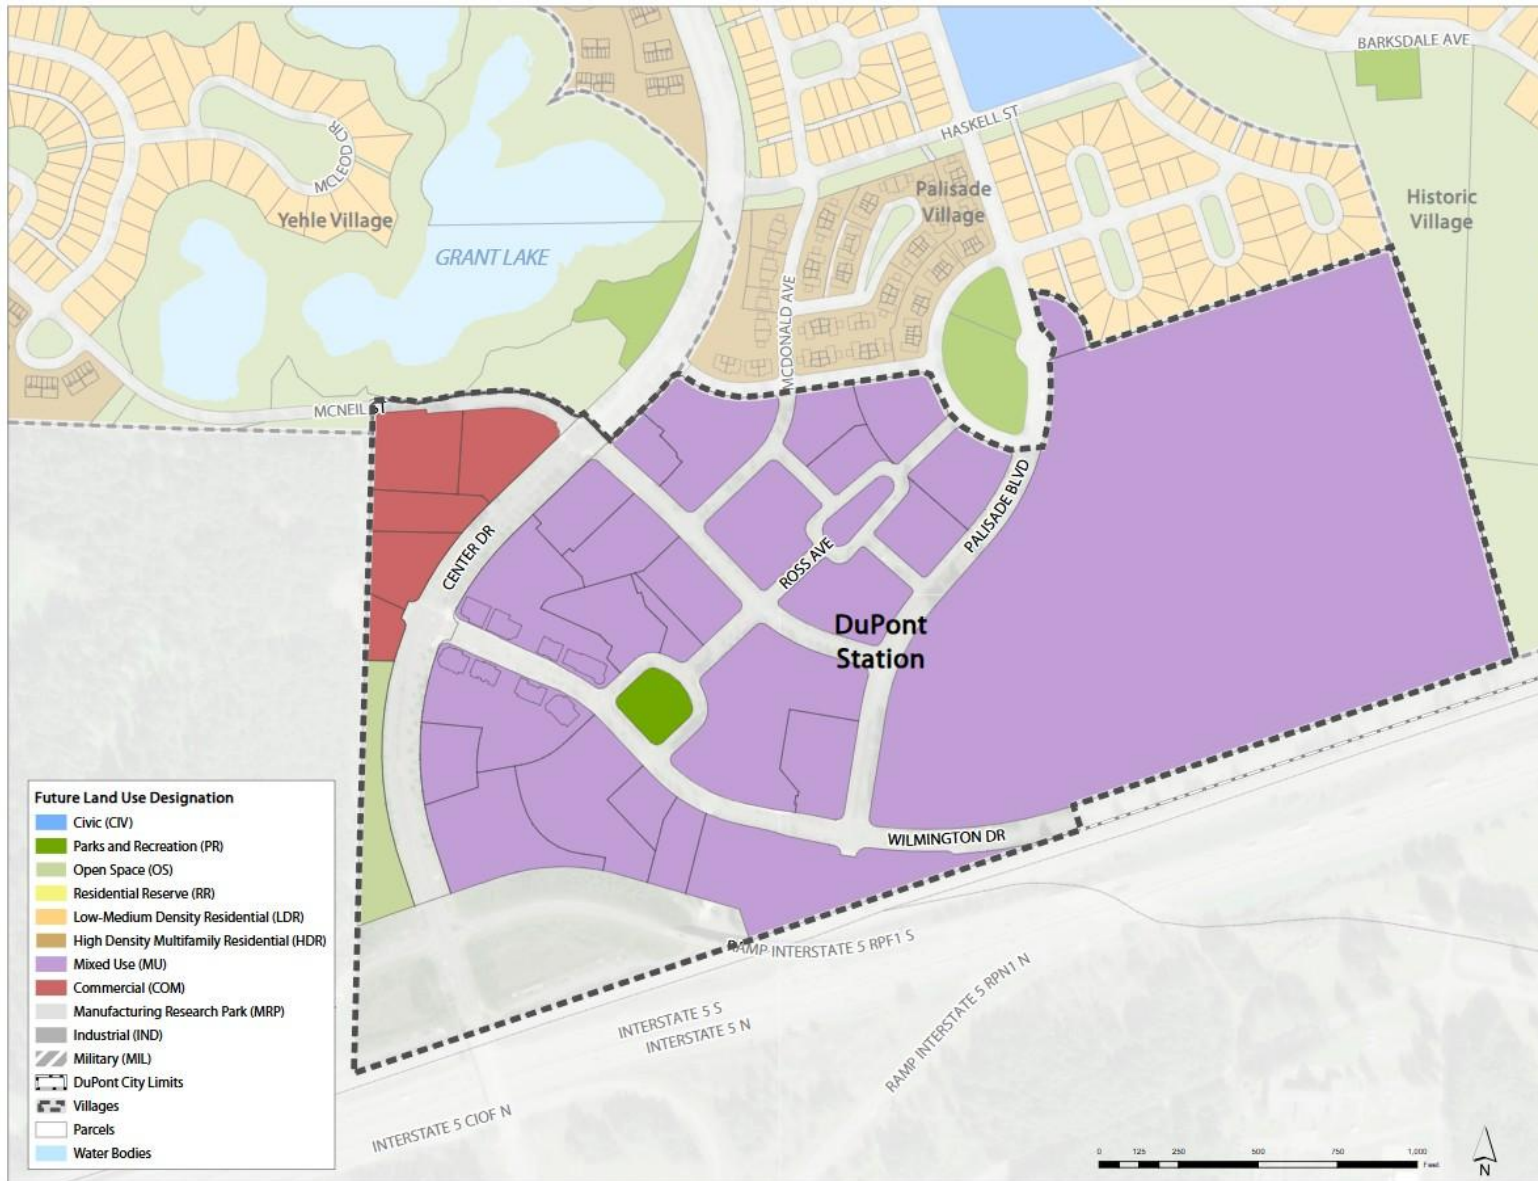 BARKSDALE AVE
HASKELL ST
MCLEOD CIR
Palisade
Village
Yehle Village
Historic
Village
GRANT LAKE
MCDONALD AVE
MCNEIL ST
PALISADE BLVD
CENTER DR
ROSS AVE
DuPont
Station
WILMINGTON DR
RAMP INTERSTATE 5 RPF1 S
INTERSTATE 5 S
INTERSTATE 5 N
RAMP INTERSTATE 5 RPN1 N
INTERSTATE 5 CIOF N
Future Land Use Designation
Civic (CIV)
Parks and Recreation (PR)
Open Space (OS)
Residential Reserve (RR)
Low-Medium Density Residential (LDR)
High Density Multifamily Residential (HDR)
Mixed Use (MU)
Commercial (COM)
Manufacturing Research Park (MRP)
Industrial (IND)
Military (MIL)
DuPont City Limits
Villages
Parcels
Water Bodies
0 125 250 500 750 1,000
Feet
N